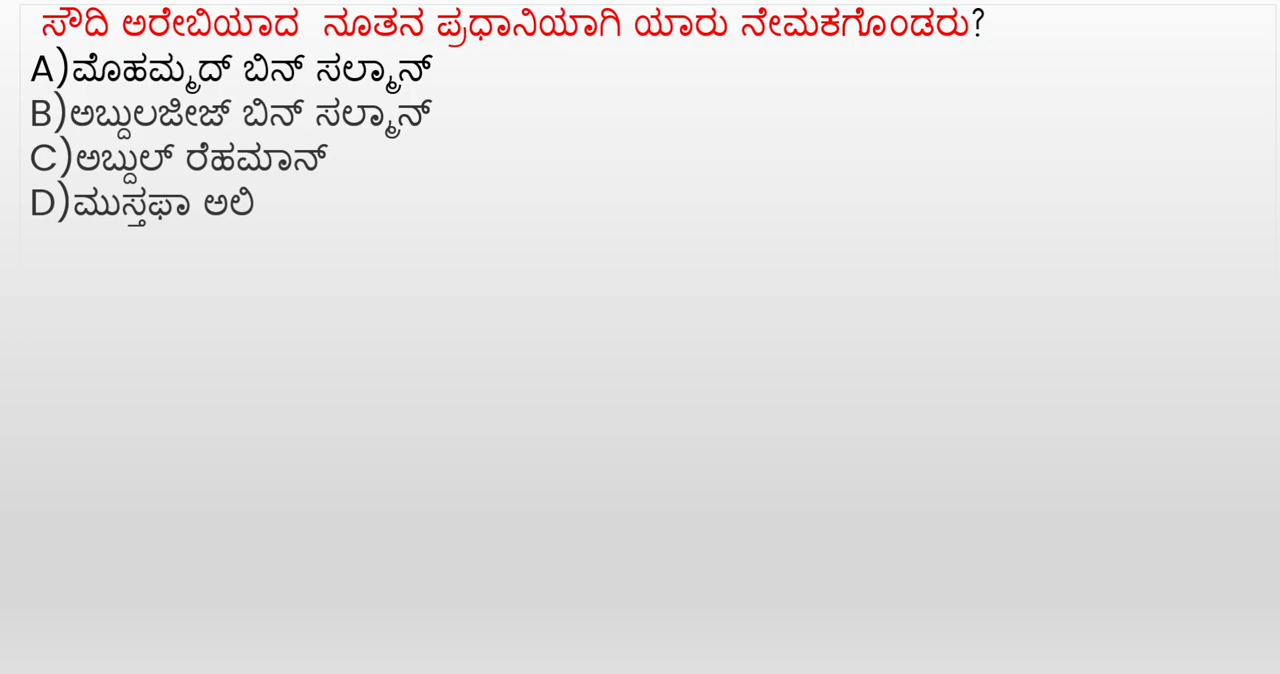 ಸೌದಿ ಅರೇಬಿಯಾದ ನೂತನ ಪ್ರಧಾನಿಯಾಗಿ ಯಾರು ನೇಮಕಗೊಂಡರು?
A)ಮೊಹಮ್ಮದ್ ಬಿನ್ ಸಲ್ಮಾನ್
B)ಅಬ್ದುಲಜೀಜ್ ಬಿನ್ ಸಲ್ಮಾನ್
C)ಅಬ್ದುಲ್ ರೆಹಮಾನ್
D)ಮುಸ್ತಫಾ ಅಲಿ